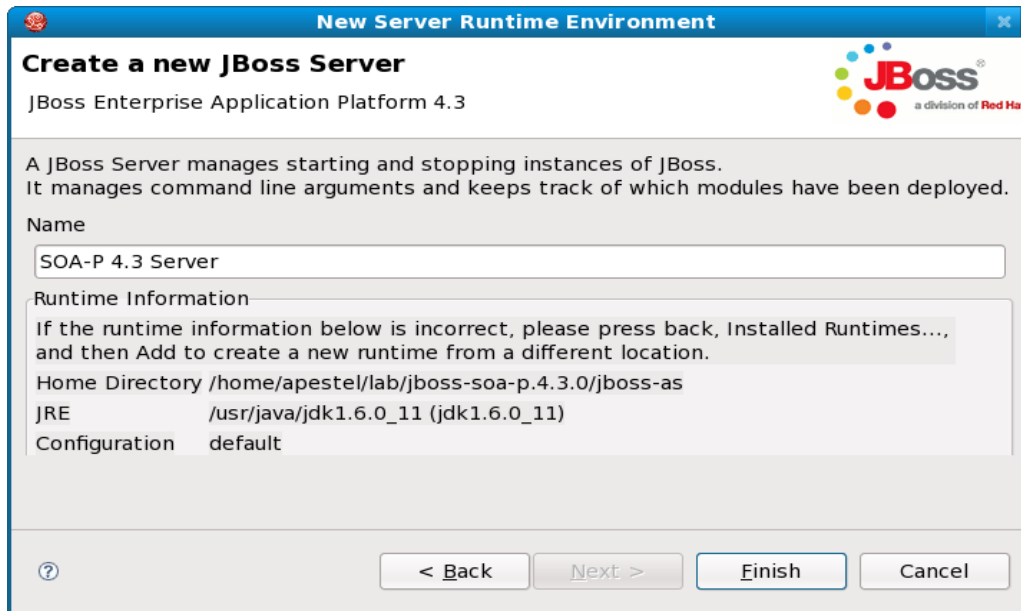 New Server Runtime Environment
Create a new JBoss Server
JBoss Enterprise Application Platform 4.3
JBoss®
a division of Red Ha
A JBoss Server manages starting and stopping instances of JBoss.
It manages command line arguments and keeps track of which modules have been deployed.
Name
SOA-P 4.3 Server
Runtime Information
If the runtime information below is incorrect, please press back, Installed Runtimes...,
and then Add to create a new runtime from a different location.
Home Directory /home/apestel/lab/jboss-soa-p.4.3.0/jboss-as
JRE /usr/java/jdk1.6.0_11 (jdk1.6.0_11)
Configuration default
? < Back Next > Finish Cancel